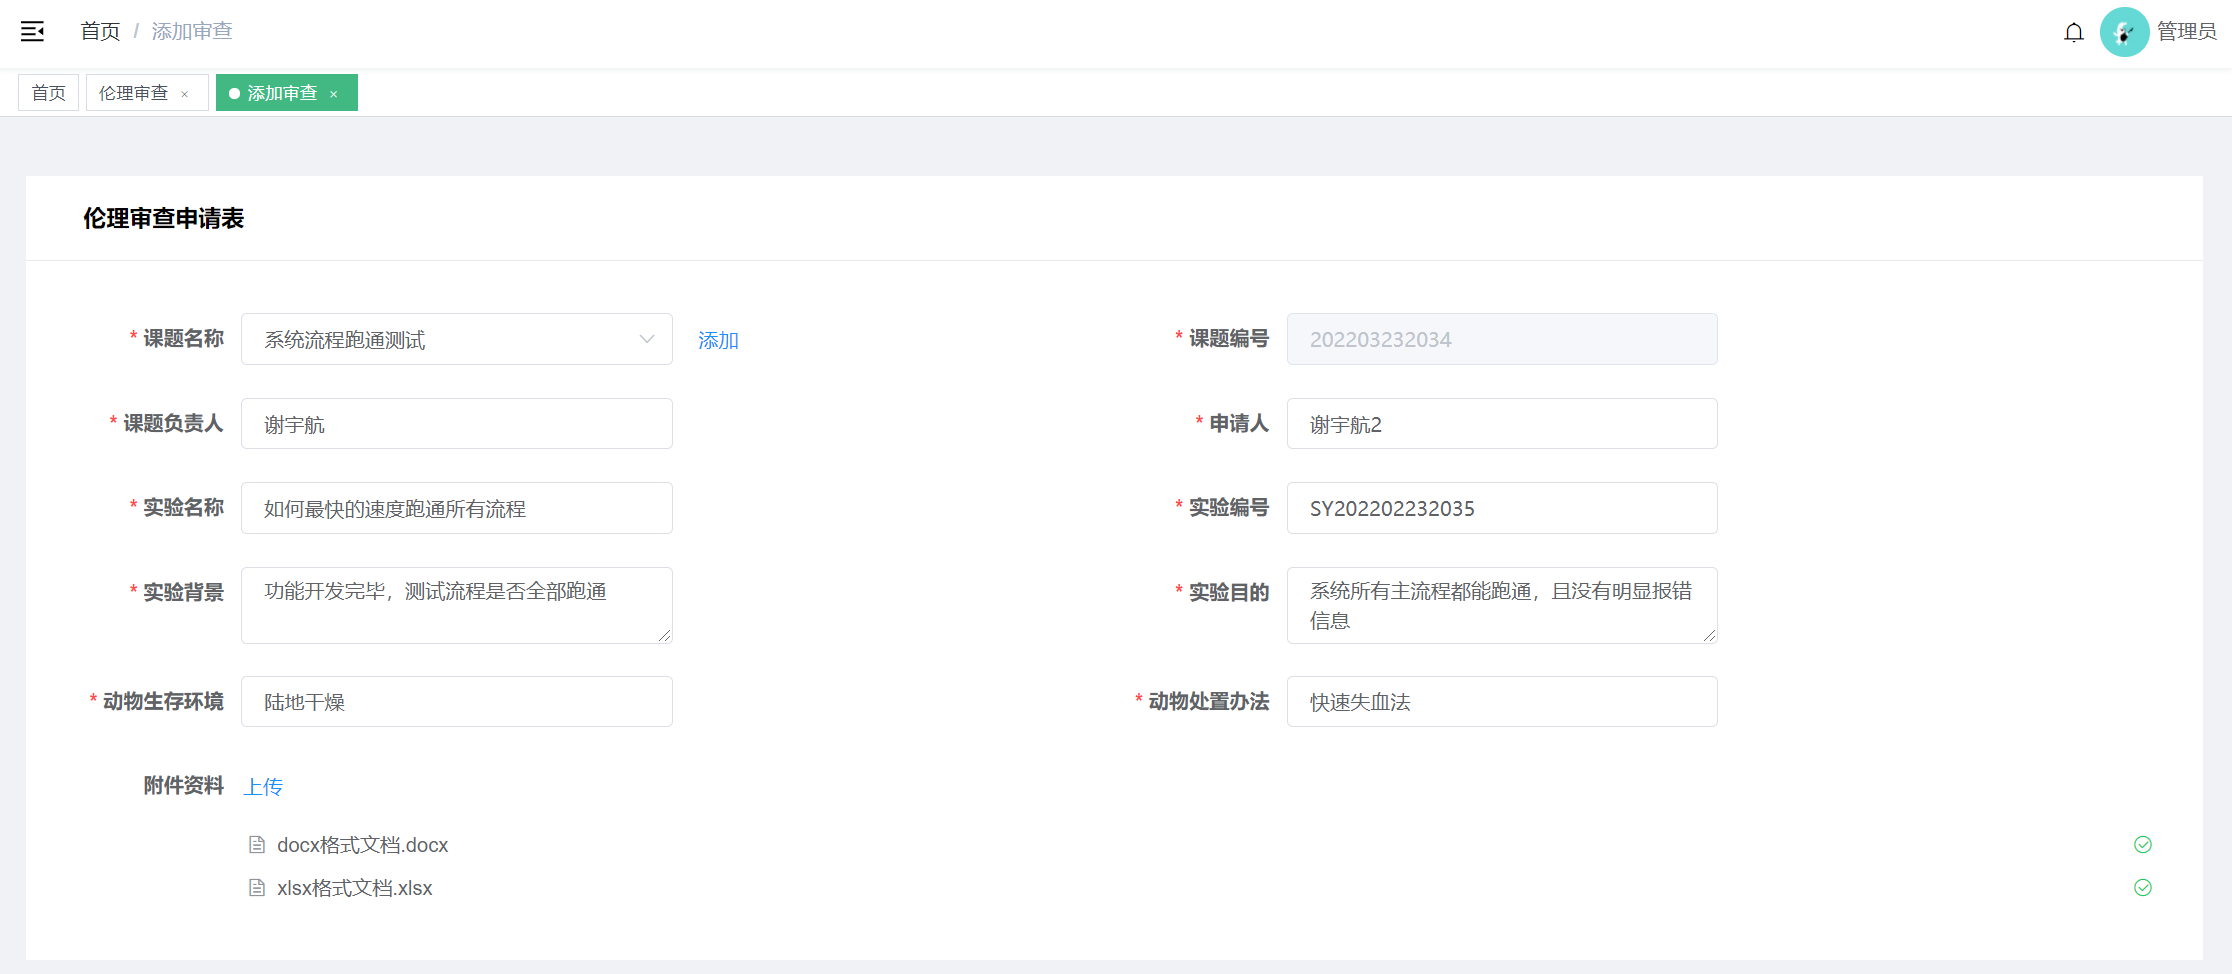 首页 / 添加审查
管理员
首页 伦理审查 × 添加审查 ×
伦理审查申请表
* 课题名称 系统流程跑通测试 添加 * 课题编号 202203232034
* 课题负责人 谢宇航 * 申请人 谢宇航2
* 实验名称 如何最快的速度跑通所有流程 * 实验编号 SY202202232035
* 实验背景 功能开发完毕，测试流程是否全部跑通 * 实验目的 系统所有主流程都能跑通，且没有明显报错
信息
* 动物生存环境 陆地干燥 * 动物处置办法 快速失血法
附件资料 上传
docx格式文档.docx
xlsx格式文档.xlsx